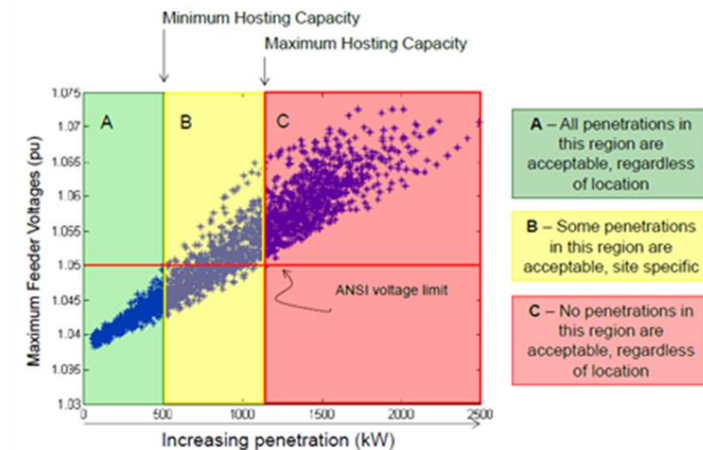 Minimum Hosting Capacity
Maximum Hosting Capacity
1.075
1.07
1.065
1.06
1.055
1.05
1.045
1.04
1.035
1.03
Maximum Feeder Voltages (pu)
A
B
C
ANSI voltage limit
0
500
1000
1500
2000
2500
Increasing penetration (kW)
A – All penetrations in
this region are
acceptable, regardless
of location
B – Some penetrations
in this region are
acceptable, site specific
C – No penetrations in
this region are
acceptable, regardless
of location